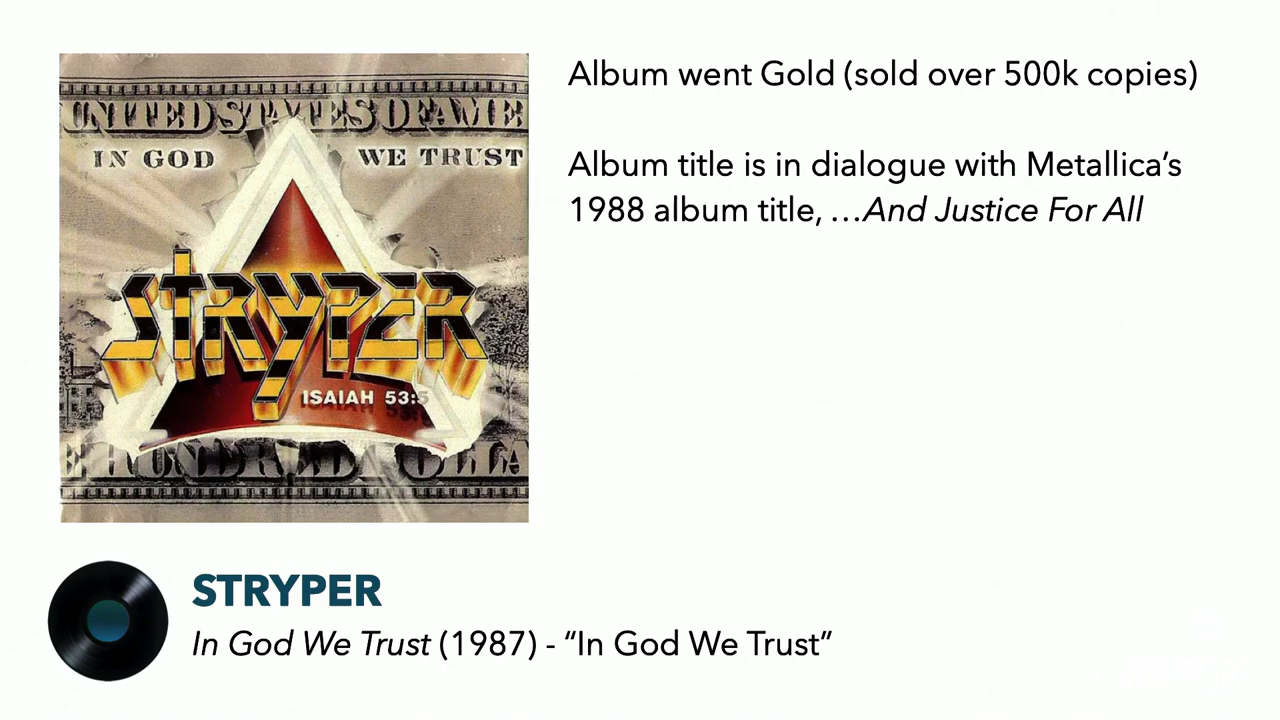 Album went Gold (sold over 500k copies)
Album title is in dialogue with Metallica’s
1988 album title, …And Justice For All
UNITED STATES OF AME
IN GOD WE TRUST
STRYPER
ISAIAH 53:5
E HUNDRED DOLLA
STRYPER
In God We Trust (1987) - “In God We Trust”